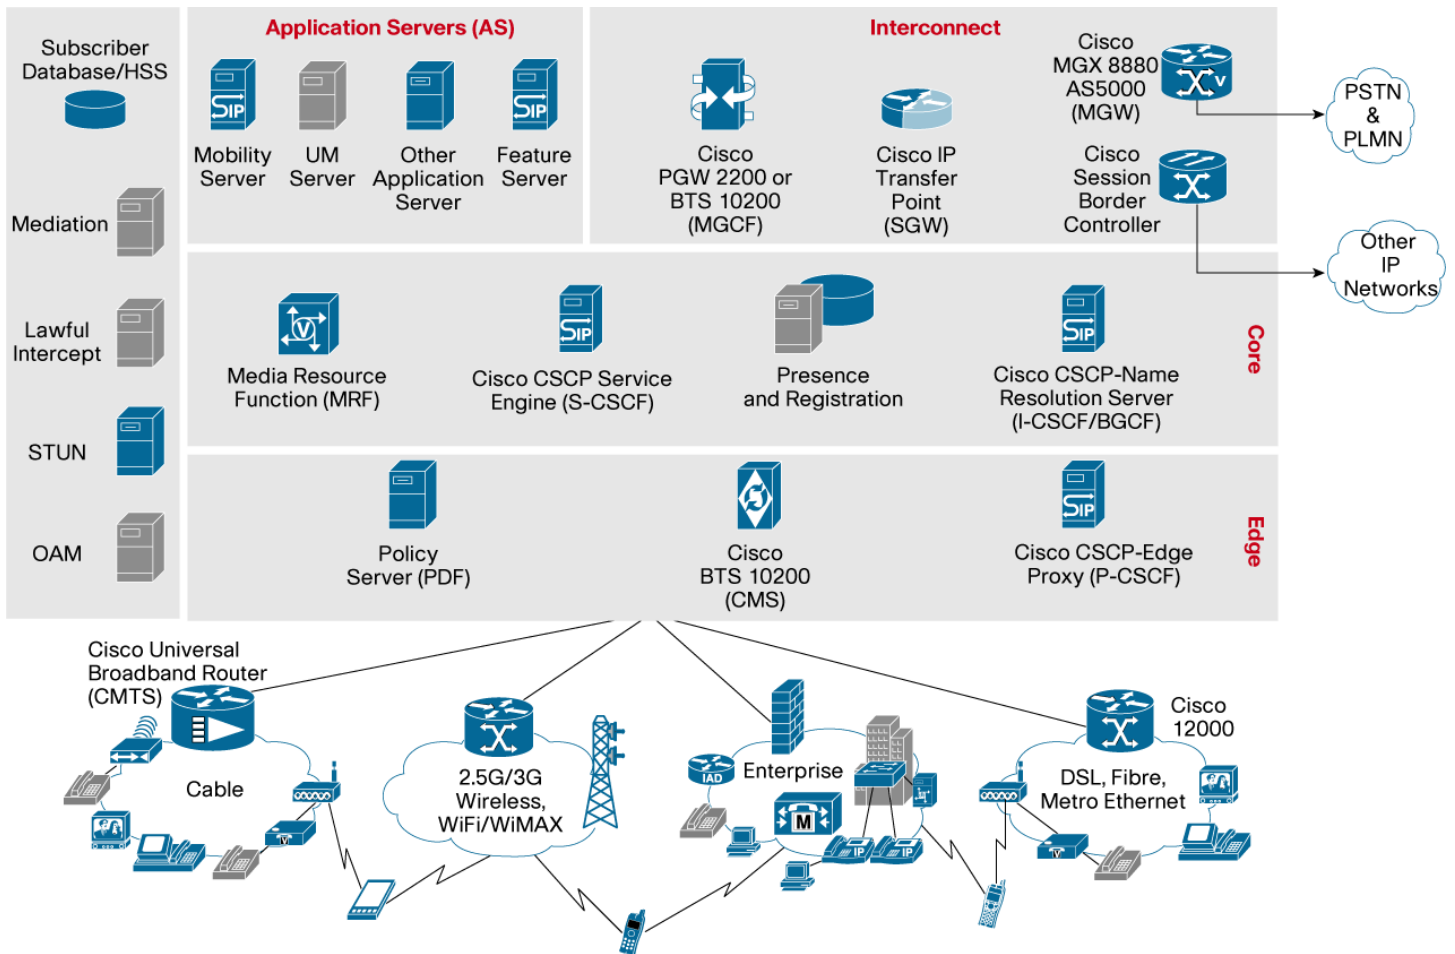 Subscriber
Database/HSS
Mediation
Lawful
Intercept
STUN
OAM
Application Servers (AS)
SIP
SIP
Mobility
Server
UM
Server
Other
Application
Server
Feature
Server
Interconnect
Cisco
PGW 2200 or
BTS 10200
(MGCF)
Cisco IP
Transfer
Point
(SGW)
Cisco
MGX 8880
AS5000
(MGW)
V
Cisco
Session
Border
Controller
PSTN
&
PLMN
Other
IP
Networks
Core
V
SIP
SIP
Media Resource
Function (MRF)
Cisco CSCP Service
Engine (S-CSCF)
Presence
and Registration
Cisco CSCP-Name
Resolution Server
(I-CSCF/BGCF)
Edge
SIP
Policy
Server (PDF)
Cisco
BTS 10200
(CMS)
Cisco CSCP-Edge
Proxy (P-CSCF)
Cisco Universal
Broadband Router
(CMTS)
Cable
V
2.5G/3G
Wireless,
WiFi/WiMAX
Enterprise
IAD
M
IP
IP
Cisco
12000
DSL, Fibre,
Metro Ethernet
V